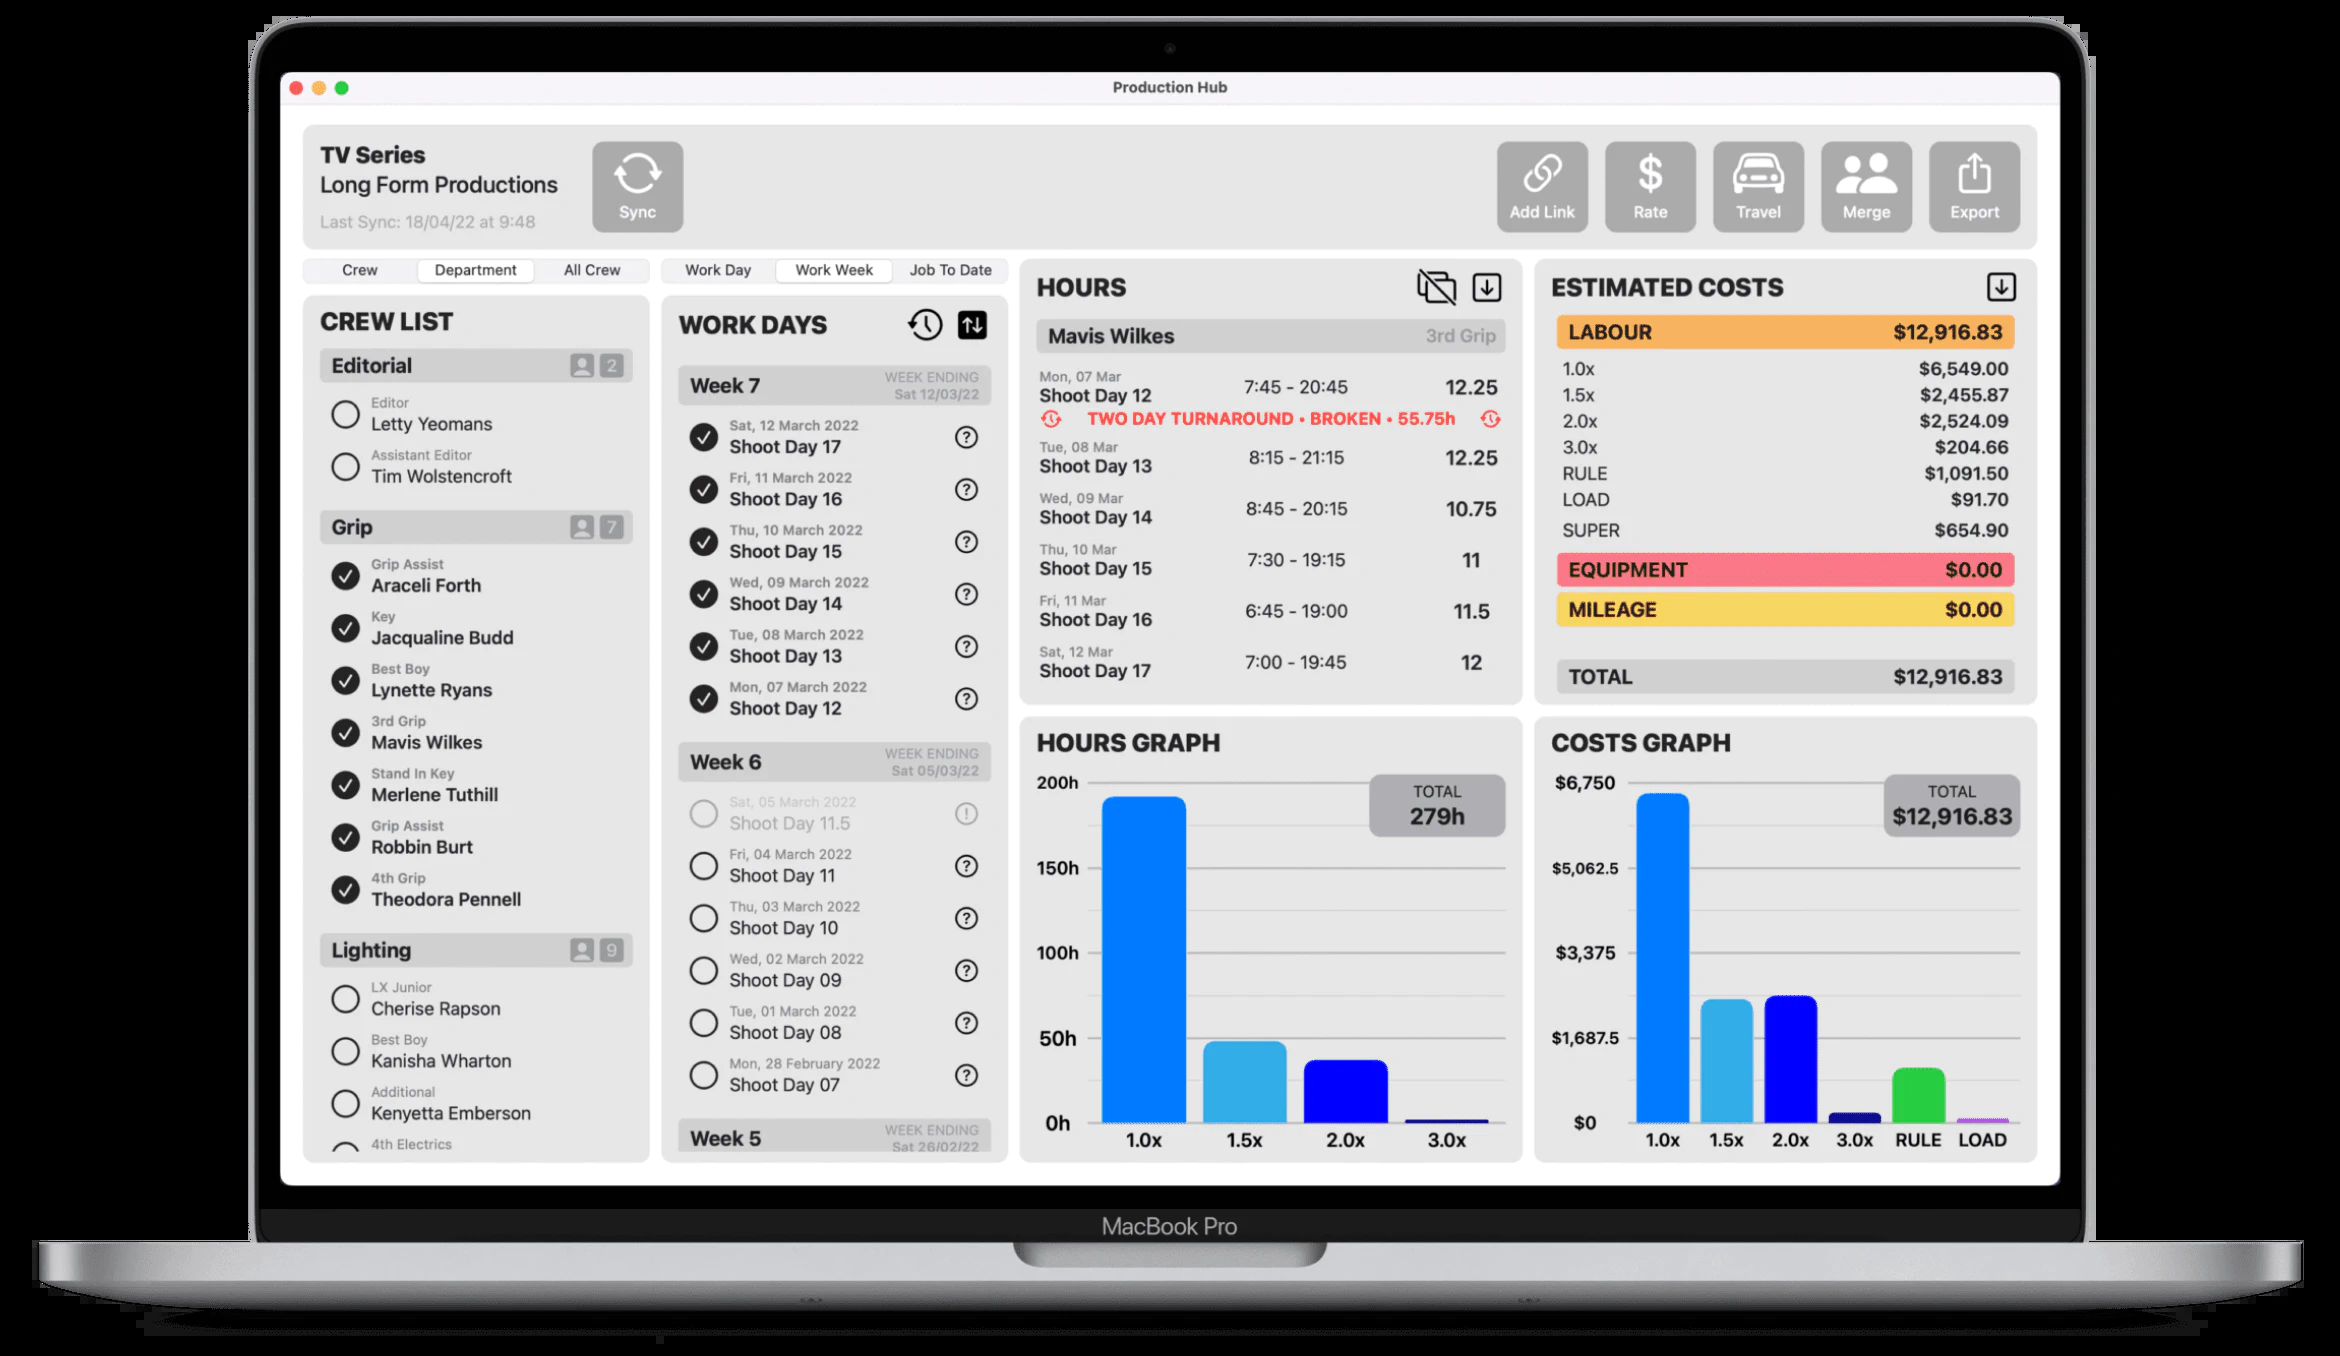 Production Hub
TV Series
Long Form Productions
Last Sync: 18/04/22 at 9:48
Sync
Add Link
Rate
Travel
Merge
Export
Crew
Department
All Crew
Work Day
Work Week
Job To Date
CREW LIST
Editorial 2
Editor
Letty Yeomans
Assistant Editor
Tim Wolstencroft
Grip 7
Grip Assist
Araceli Forth
Key
Jacqualine Budd
Best Boy
Lynette Ryans
3rd Grip
Mavis Wilkes
Stand In Key
Merlene Tuthill
Grip Assist
Robbin Burt
4th Grip
Theodora Pennell
Lighting 9
LX Junior
Cherise Rapson
Best Boy
Kanisha Wharton
Additional
Kenyetta Emberson
4th Electrics
WORK DAYS
Week 7
WEEK ENDING
Sat 12/03/22
Sat, 12 March 2022
Shoot Day 17
Fri, 11 March 2022
Shoot Day 16
Thu, 10 March 2022
Shoot Day 15
Wed, 09 March 2022
Shoot Day 14
Tue, 08 March 2022
Shoot Day 13
Mon, 07 March 2022
Shoot Day 12
Week 6
WEEK ENDING
Sat 05/03/22
Sat, 05 March 2022
Shoot Day 11.5
Fri, 04 March 2022
Shoot Day 11
Thu, 03 March 2022
Shoot Day 10
Wed, 02 March 2022
Shoot Day 09
Tue, 01 March 2022
Shoot Day 08
Mon, 28 February 2022
Shoot Day 07
Week 5
WEEK ENDING
Sat 26/02/22
HOURS
Mavis Wilkes 3rd Grip
Mon, 07 Mar
Shoot Day 12 7:45 - 20:45 12.25
TWO DAY TURNAROUND • BROKEN • 55.75h
Tue, 08 Mar
Shoot Day 13 8:15 - 21:15 12.25
Wed, 09 Mar
Shoot Day 14 8:45 - 20:15 10.75
Thu, 10 Mar
Shoot Day 15 7:30 - 19:15 11
Fri, 11 Mar
Shoot Day 16 6:45 - 19:00 11.5
Sat, 12 Mar
Shoot Day 17 7:00 - 19:45 12
ESTIMATED COSTS
LABOUR $12,916.83
1.0x $6,549.00
1.5x $2,455.87
2.0x $2,524.09
3.0x $204.66
RULE $1,091.50
LOAD $91.70
SUPER $654.90
EQUIPMENT $0.00
MILEAGE $0.00
TOTAL $12,916.83
HOURS GRAPH
TOTAL
279h
200h
150h
100h
50h
0h
1.0x 1.5x 2.0x 3.0x
COSTS GRAPH
TOTAL
$12,916.83
$6,750
$5,062.5
$3,375
$1,687.5
$0
1.0x 1.5x 2.0x 3.0x RULE LOAD
MacBook Pro